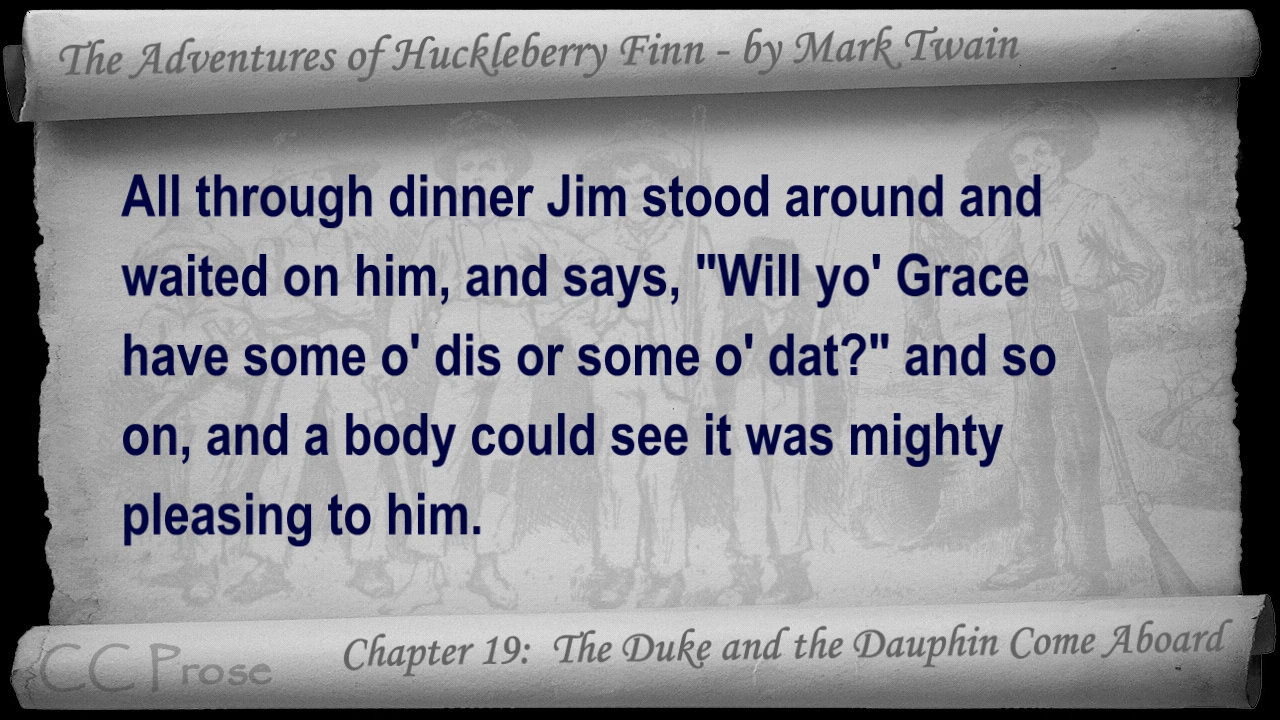 The Adventures of Huckleberry Finn - by Mark Twain
All through dinner Jim stood around and
waited on him, and says, "Will yo' Grace
have some o' dis or some o' dat?" and so
on, and a body could see it was mighty
pleasing to him.
Chapter 19: The Duke and the Dauphin Come Aboard
CC Prose